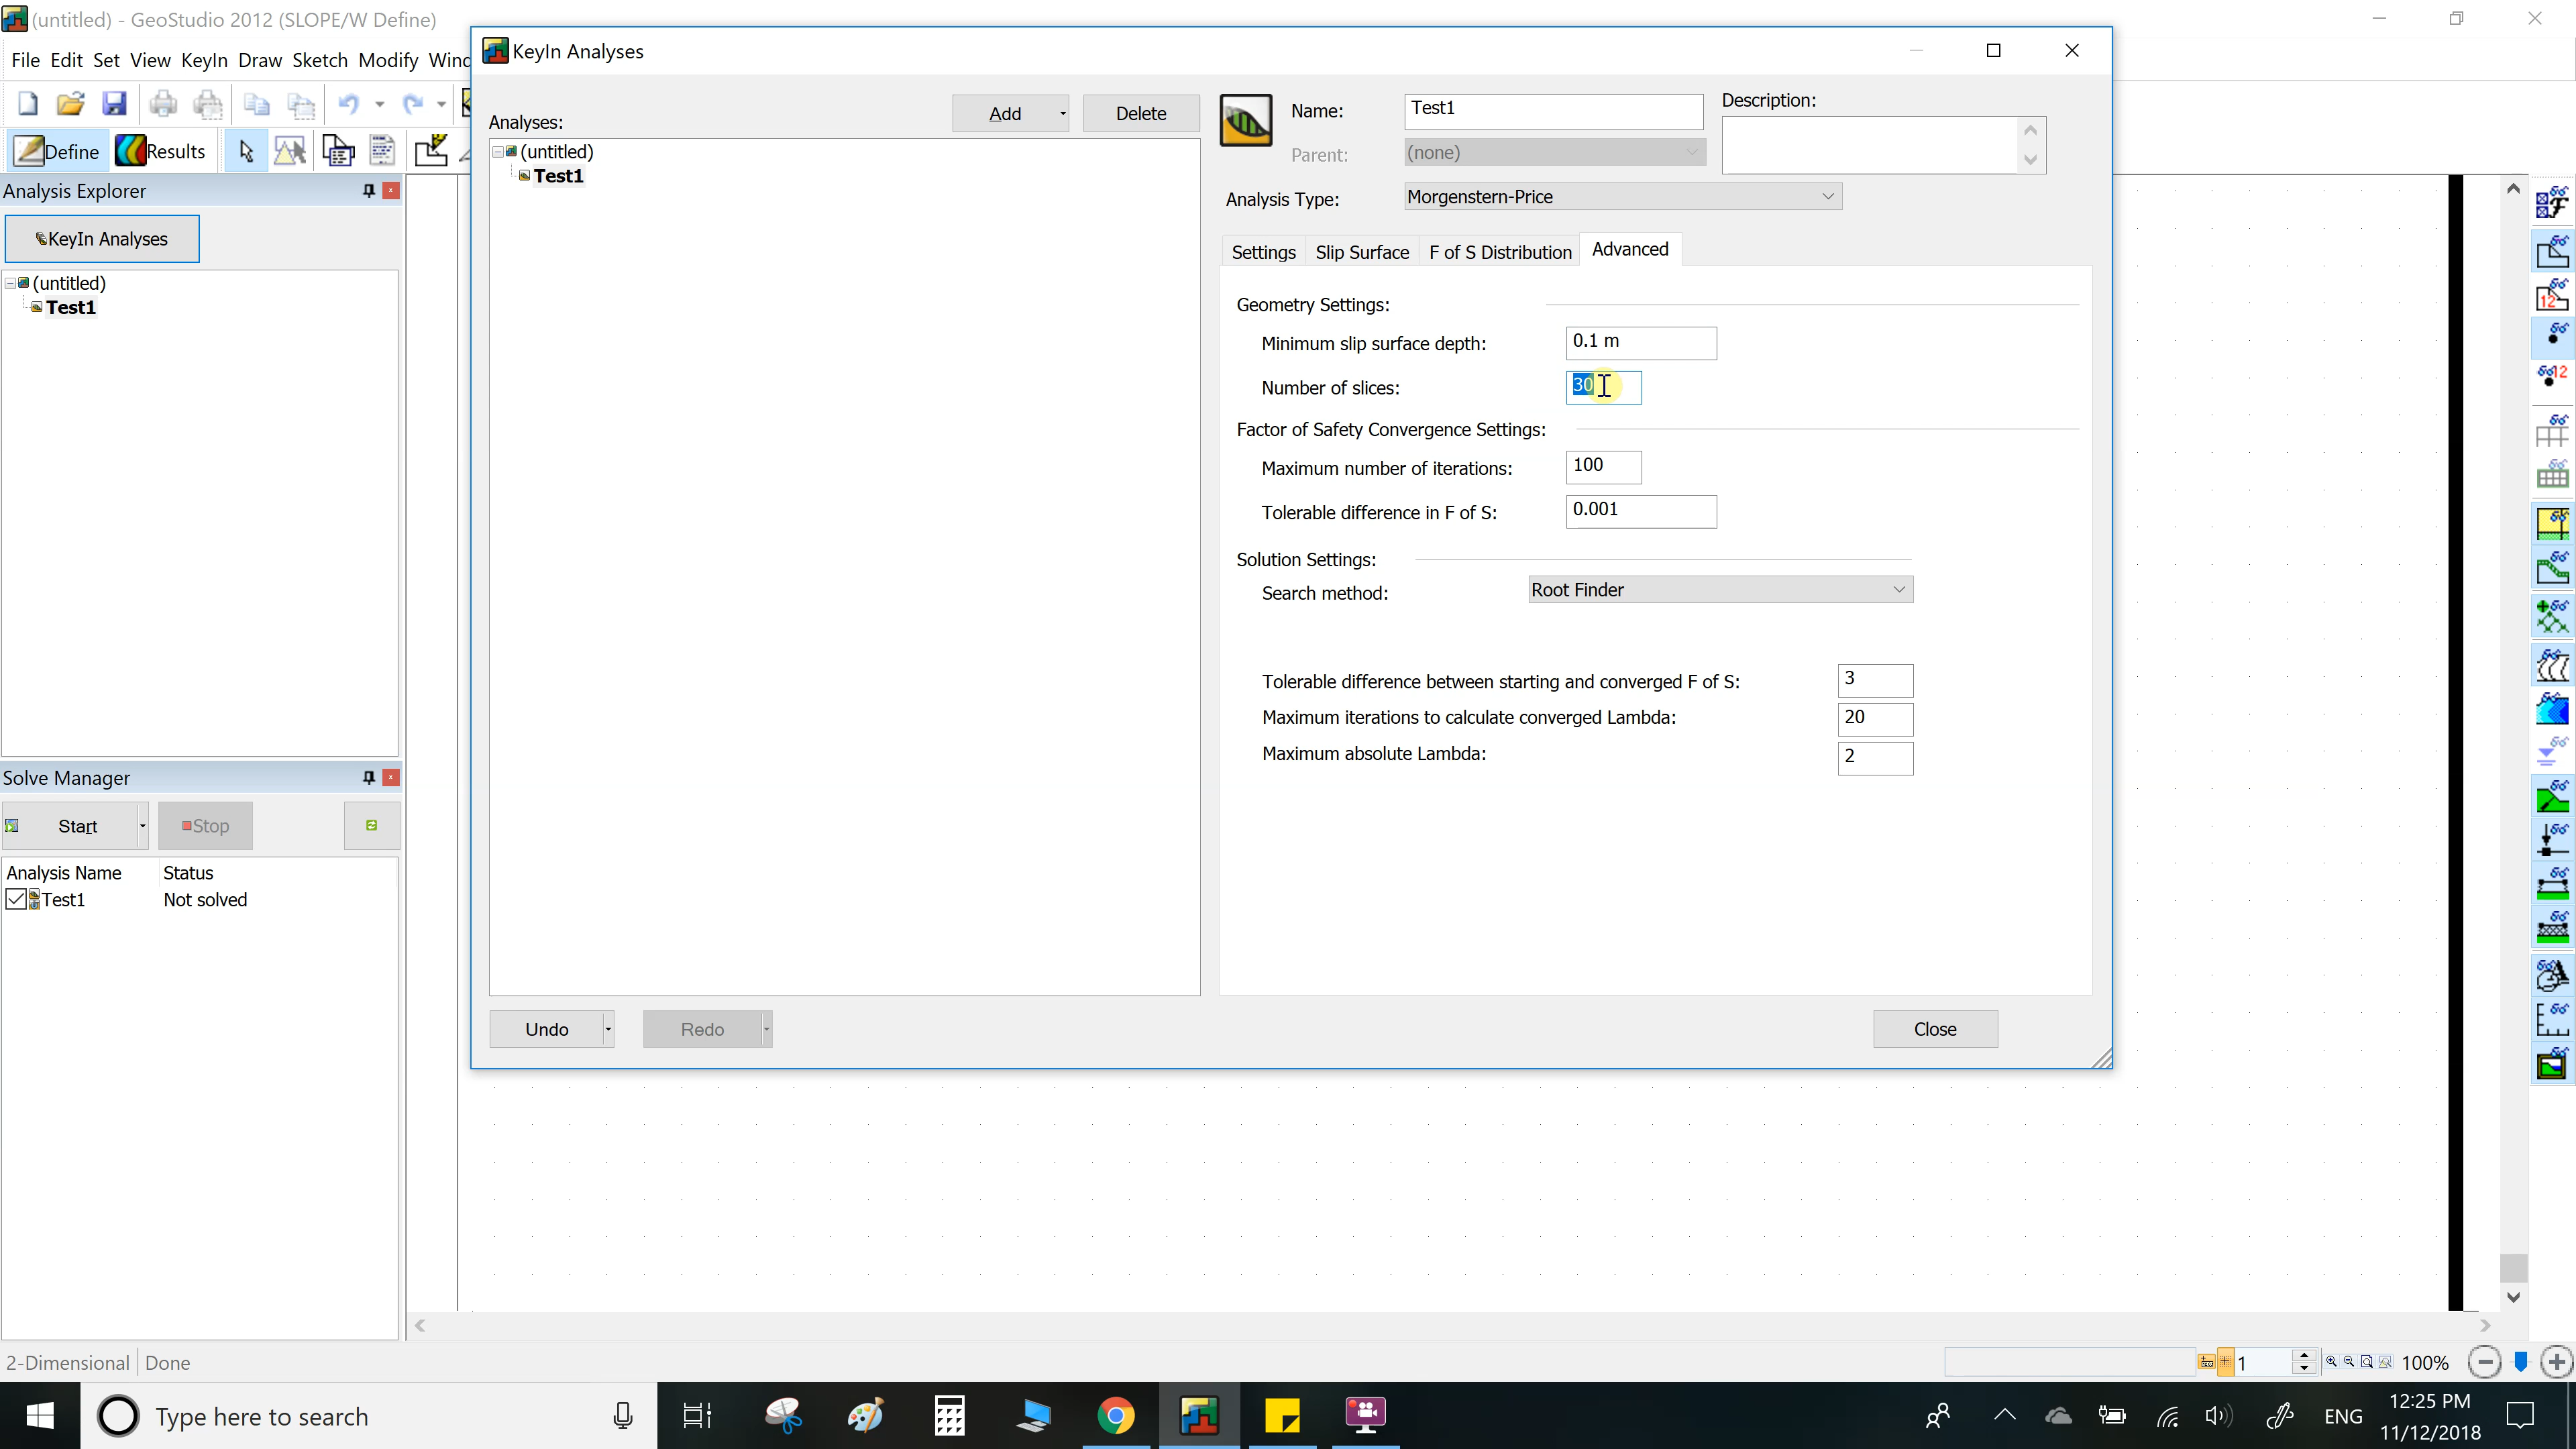 (untitled) - GeoStudio 2012 (SLOPE/W Define)
File Edit Set View KeyIn Draw Sketch Modify Wind
Define Results
Analysis Explorer
KeyIn Analyses
(untitled)
Test1
Solve Manager
Start Stop
Analysis Name Status
Test1 Not solved
KeyIn Analyses
Analyses: Add Delete
(untitled)
Test1
Name: Test1
Description:
Parent: (none)
Analysis Type: Morgenstern-Price
Settings Slip Surface F of S Distribution Advanced
Geometry Settings:
Minimum slip surface depth: 0.1 m
Number of slices: 30
Factor of Safety Convergence Settings:
Maximum number of iterations: 100
Tolerable difference in F of S: 0.001
Solution Settings:
Search method: Root Finder
Tolerable difference between starting and converged F of S: 3
Maximum iterations to calculate converged Lambda: 20
Maximum absolute Lambda: 2
Undo Redo Close
12
12
2-Dimensional Done
1 100%
Type here to search
ENG
12:25 PM
11/12/2018